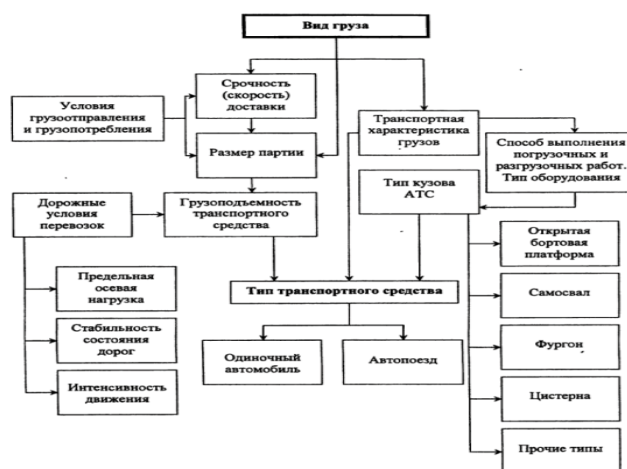 Вид груза
Срочность
(скорость)
доставки
Условия
грузоотправления
и грузопотребления
Транспортная
характеристика
грузов
Размер партии
Способ выполнения
погрузочных и
разгрузочных работ.
Тип оборудования
Тип кузова
АТС
Дорожные
условия
перевозок
Грузоподъемность
транспортного
средства
Открытая
бортовая
платформа
Предельная
осевая
нагрузка
Тип транспортного средства
Самосвал
Стабильность
состояния
дорог
Одиночный
автомобиль
Автопоезд
Фургон
Интенсивность
движения
Цистерна
Прочие типы